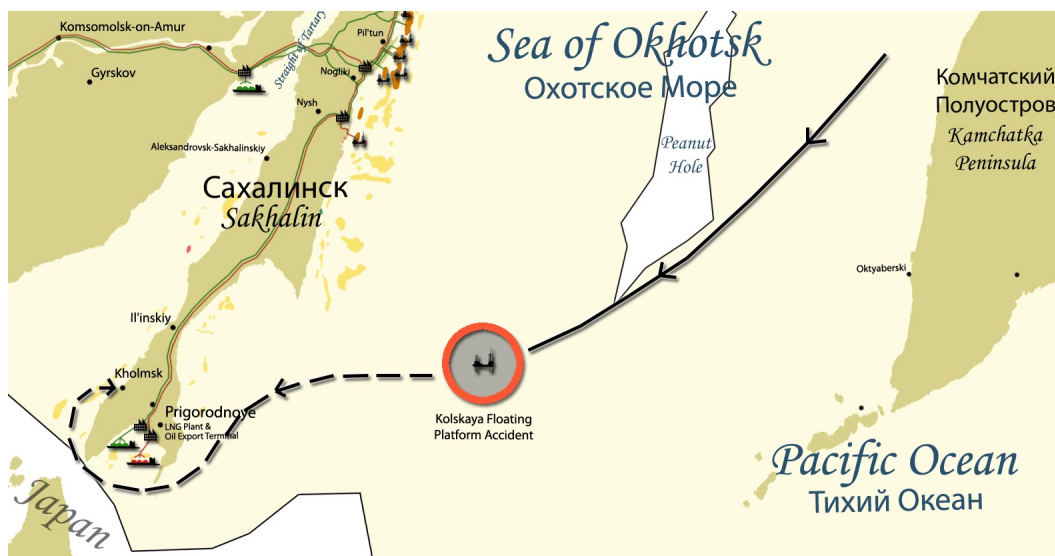 Komsomolsk-on-Amur
Gyrskov
Straight of Tartary
Pil'tun
Nogliki
Nysh
Aleksandrovsk-Sakhalinskiy
Сахалинск
Sakhalin
Il'inskiy
Kholmsk
Prigorodnoye
LNG Plant &
Oil Export Terminal
Japan
Sea of Okhotsk
Охотское Море
Peanut
Hole
Kolskaya Floating
Platform Accident
Комчатский
Полуостров
Kamchatka
Peninsula
Oktyaberski
Pacific Ocean
Тихий Океан